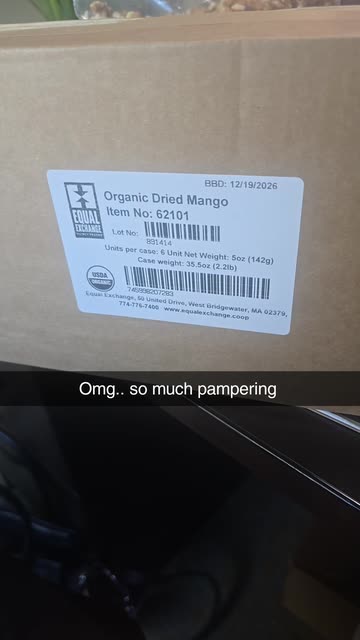 BBD: 12/19/2026
EQUAL
EXCHANGE
Organic Dried Mango
Item No: 62101
Lot No:
891414
Units per case: 6 Unit Net Weight: 5oz (142g)
Case weight: 35.5oz (2.2lb)
USDA
ORGANIC
745998207283
Equal Exchange, 50 United Drive, West Bridgewater, MA 02379,
774-776-7400 www.equalexchange.coop
Omg.. so much pampering